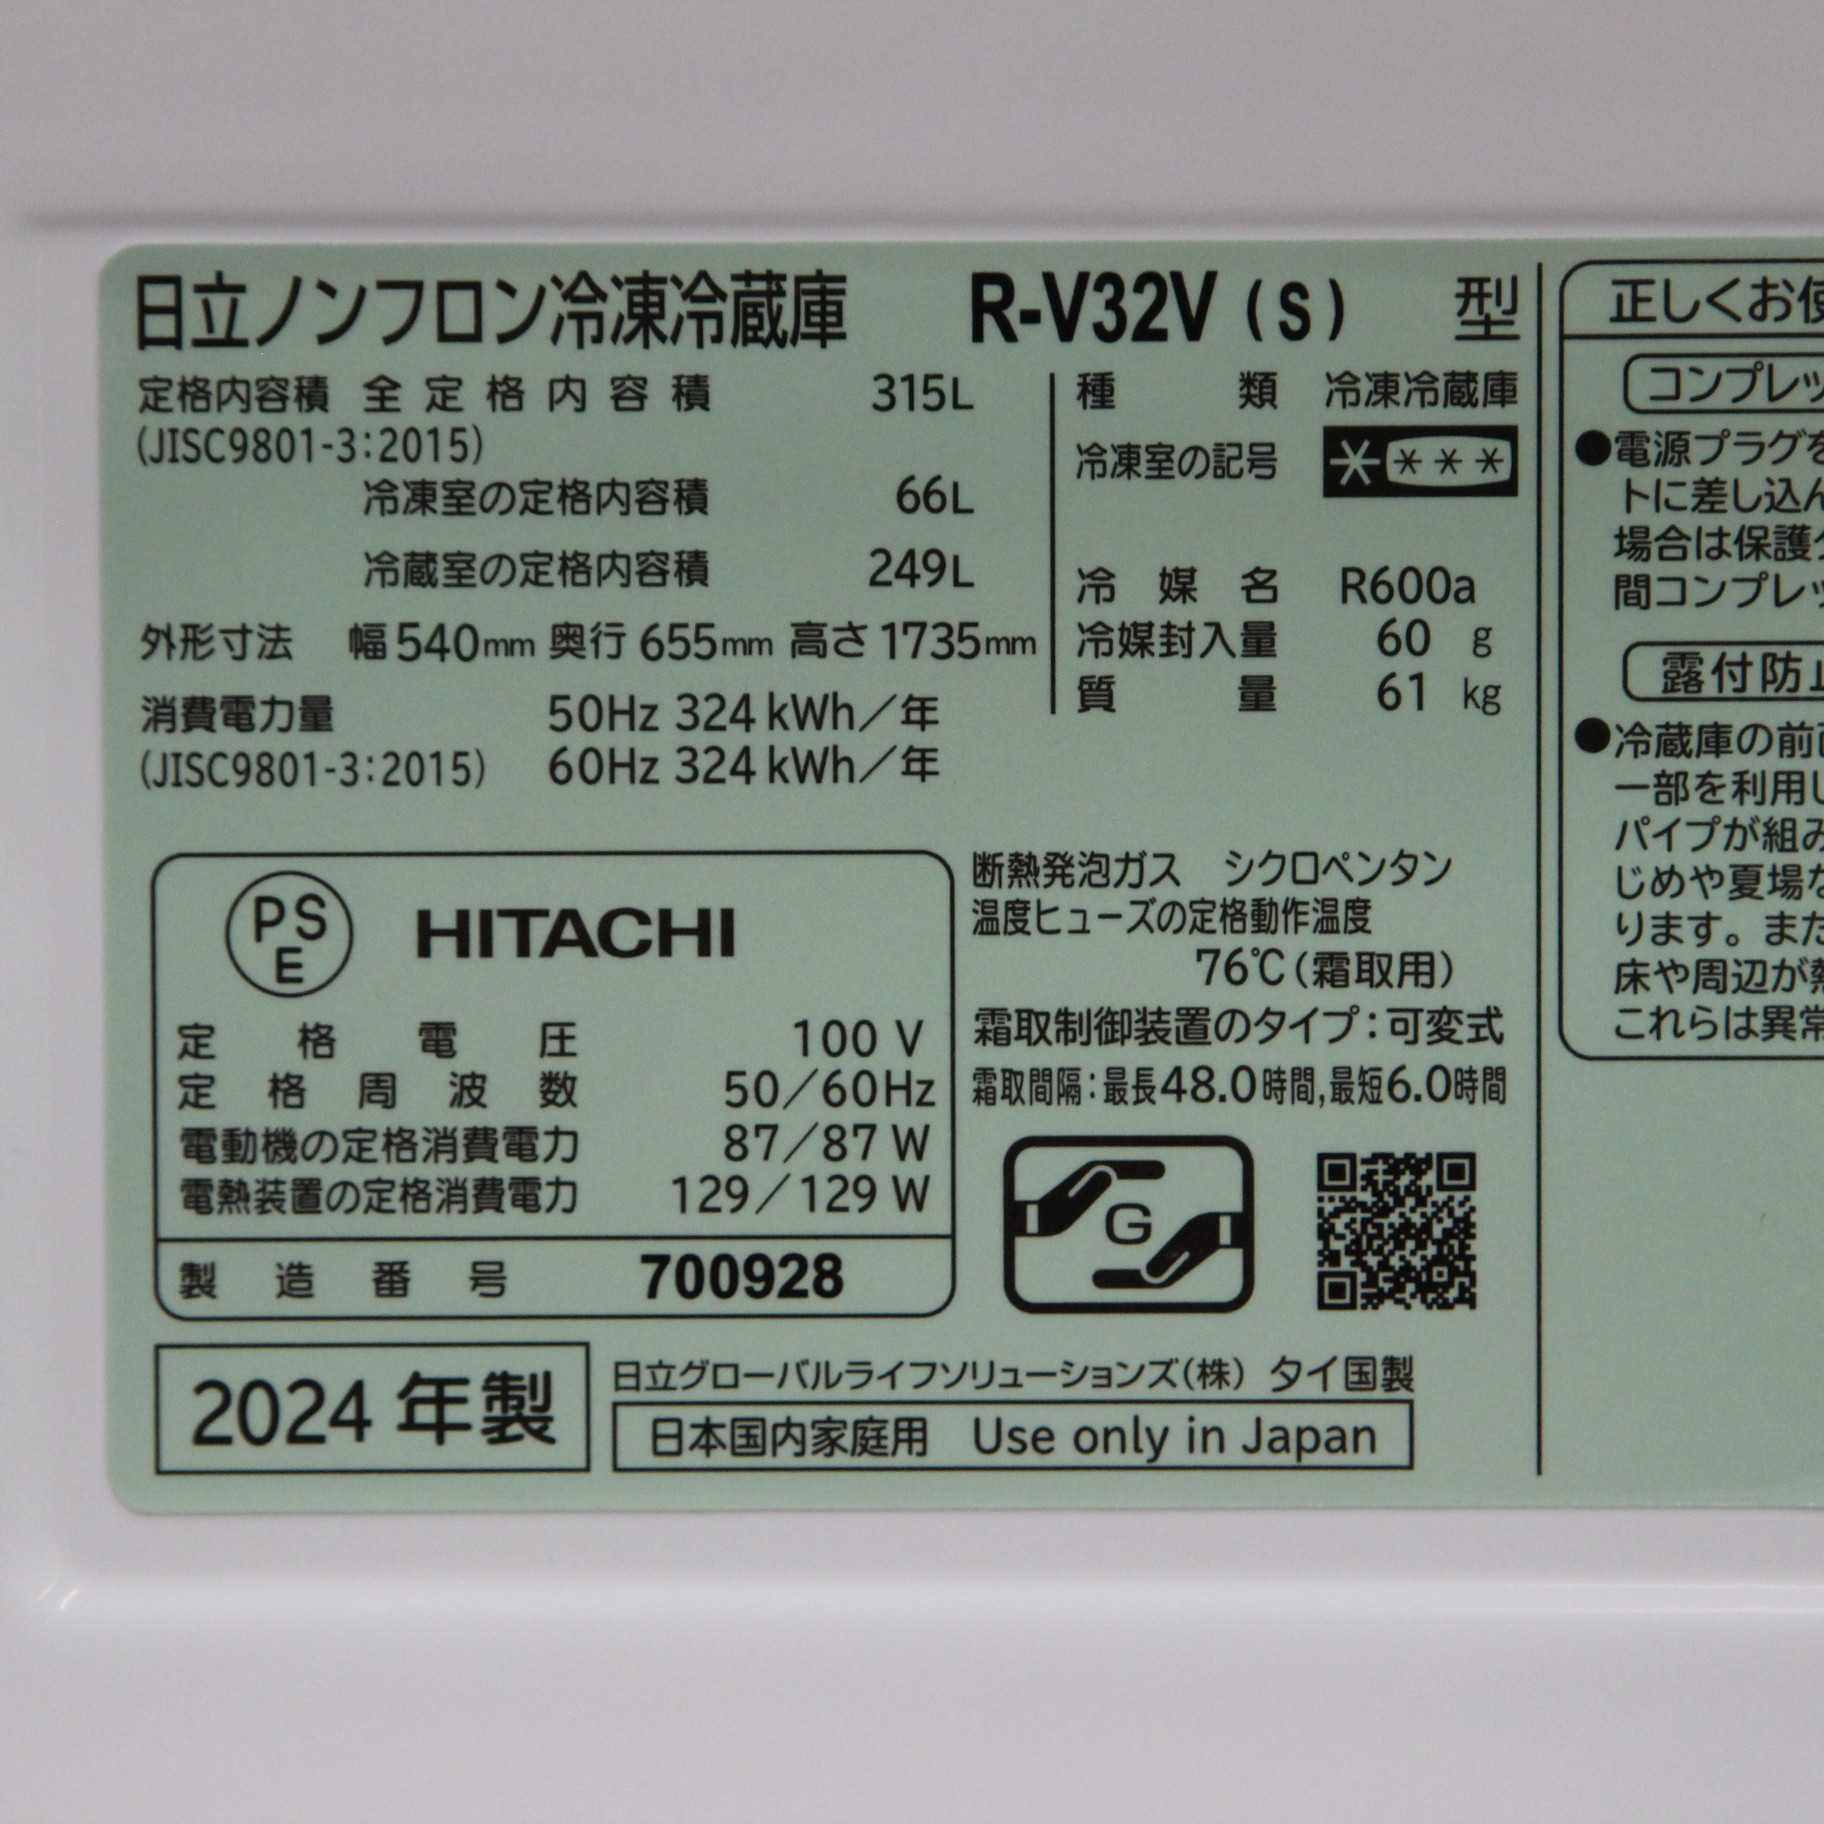 日立ノンフロン冷凍冷蔵庫 R-V32V (S) 型
定格内容積 全定格内容積 315L
(JISC9801-3:2015)
冷凍室の定格内容積 66L
冷蔵室の定格内容積 249L
外形寸法 幅540mm 奥行655mm 高さ1735mm
消費電力量 50Hz 324kWh/年
(JISC9801-3:2015) 60Hz 324kWh/年
種類 冷凍冷蔵庫
冷凍室の記号 ＊＊＊＊
冷媒名 R600a
冷媒封入量 60 g
質量 61 kg
PSE HITACHI
定格電圧 100 V
定格周波数 50/60Hz
電動機の定格消費電力 87/87 W
電熱装置の定格消費電力 129/129 W
製造番号 700928
断熱発泡ガス シクロペンタン
温度ヒューズの定格動作温度
76℃(霜取用)
霜取制御装置のタイプ:可変式
霜取間隔:最長48.0時間,最短6.0時間
G
2024年製
日立グローバルライフソリューションズ(株) タイ国製
日本国内家庭用 Use only in Japan
正しくお使
コンプレッ
●電源プラグを
トに差し込ん
場合は保護
間コンプレッ
露付防止
●冷蔵庫の前面
一部を利用し
パイプが組み
じめや夏場な
ります。また
床や周辺が熱
これらは異常